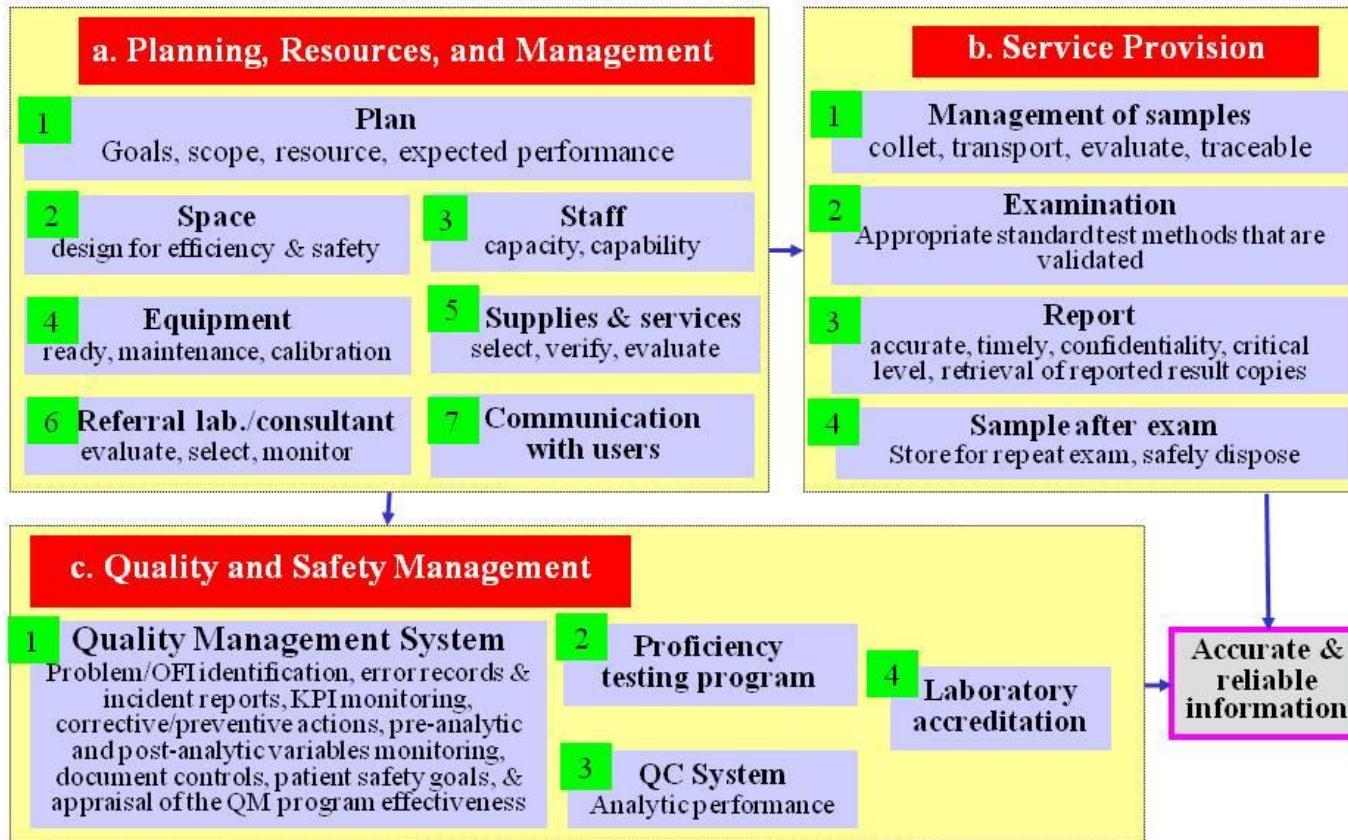 a. Planning, Resources, and Management
1
Plan
Goals, scope, resource, expected performance
2
Space
design for efficiency & safety
3
Staff
capacity, capability
4
Equipment
ready, maintenance, calibration
5
Supplies & services
select, verify, evaluate
6
Referral lab./consultant
evaluate, select, monitor
7
Communication
with users
b. Service Provision
1
Management of samples
collet, transport, evaluate, traceable
2
Examination
Appropriate standard test methods that are
validated
3
Report
accurate, timely, confidentiality, critical
level, retrieval of reported result copies
4
Sample after exam
Store for repeat exam, safely dispose
c. Quality and Safety Management
1
Quality Management System
Problem/OFI identification, error records &
incident reports, KPI monitoring,
corrective/preventive actions, pre-analytic
and post-analytic variables monitoring,
document controls, patient safety goals, &
appraisal of the QM program effectiveness
2
Proficiency
testing program
3
QC System
Analytic performance
4
Laboratory
accreditation
Accurate &
reliable
information